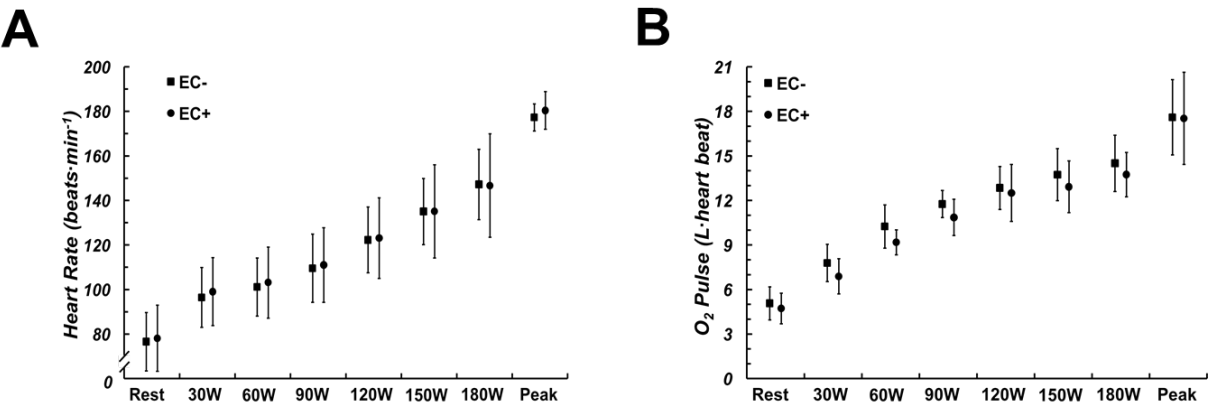 A
Heart Rate (beats·min⁻¹)
200
180
160
140
120
100
80
0
EC-
EC+
Rest 30W 60W 90W 120W 150W 180W Peak
B
O₂ Pulse (L·heart beat)
21
18
15
12
9
6
3
0
EC-
EC+
Rest 30W 60W 90W 120W 150W 180W Peak